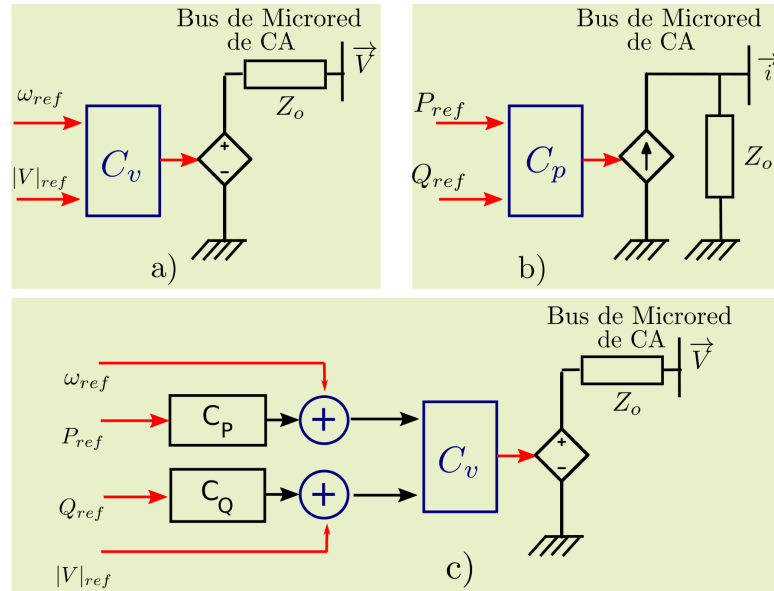 Bus de Microred
de CA
V
ω_ref
|V|_ref
C_v
+
−
Z_o
a)
Bus de Microred
de CA
i
P_ref
Q_ref
C_p
Z_o
b)
Bus de Microred
de CA
V
ω_ref
P_ref
C_P
+
Q_ref
C_Q
+
|V|_ref
C_v
+
−
Z_o
c)